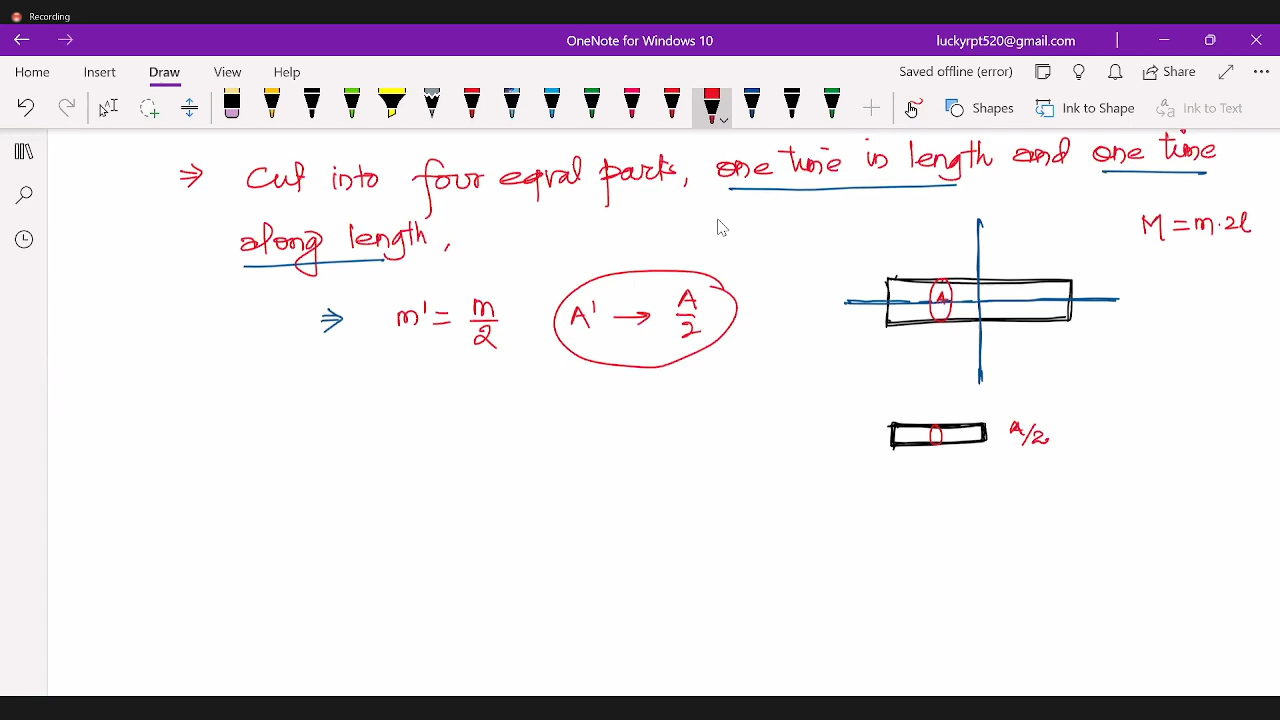 Recording
OneNote for Windows 10
luckyrpt520@gmail.com
Home Insert Draw View Help
Saved offline (error)
Share
Shapes
Ink to Shape
Ink to Text
⇒ Cut into four equal parts, one time in length and one time
along length,
M = m·2l
⇒ m' = m/2
A' → A/2
A
A/2